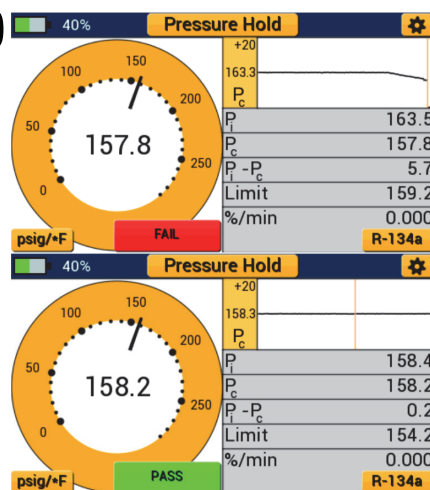 40% Pressure Hold
+20
163.3
Pc
0 50 100 150 200 250
157.8
Pi 163.5
Pc 157.8
Pi -Pc 5.7
Limit 159.2
%/min 0.000
psig/°F FAIL R-134a
40% Pressure Hold
+20
158.3
Pc
0 50 100 150 200 250
158.2
Pi 158.4
Pc 158.2
Pi -Pc 0.2
Limit 154.2
%/min 0.000
psig/°F PASS R-134a